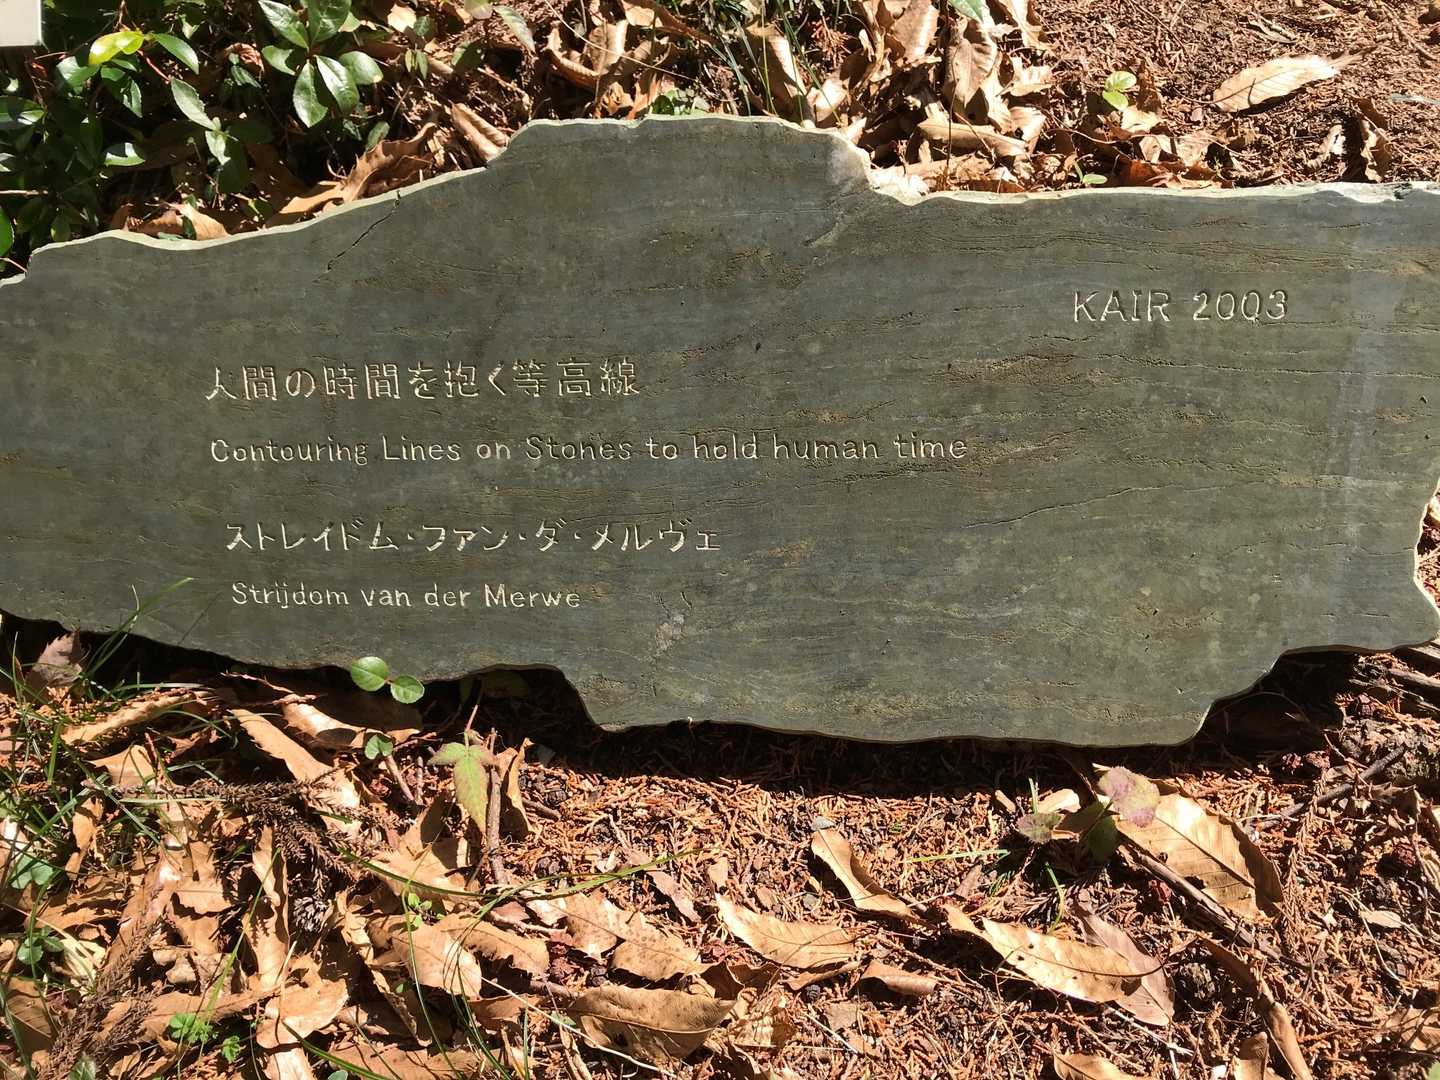 KAIR 2003
人間の時間を抱く等高線
Contouring Lines on Stones to hold human time
ストレイドム・ファン・ダ・メルヴェ
Strijdom van der Merwe